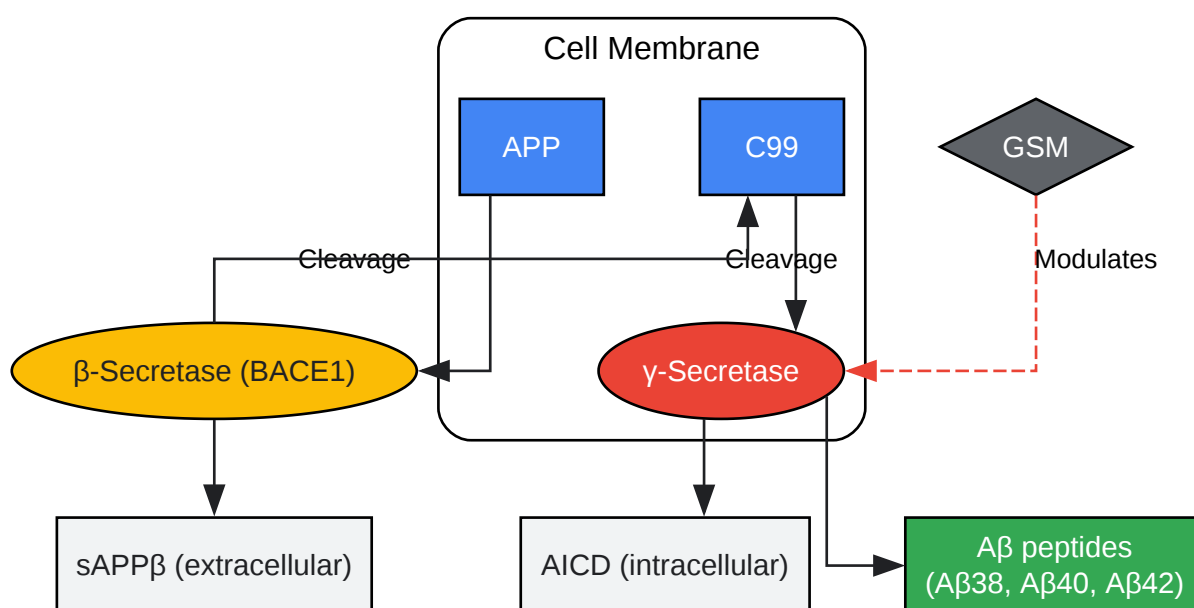 Cell Membrane
APP
C99
GSM
Cleavage
Cleavage
Modulates
β-Secretase (BACE1)
γ-Secretase
sAPPβ (extracellular)
AICD (intracellular)
Aβ peptides
(Aβ38, Aβ40, Aβ42)